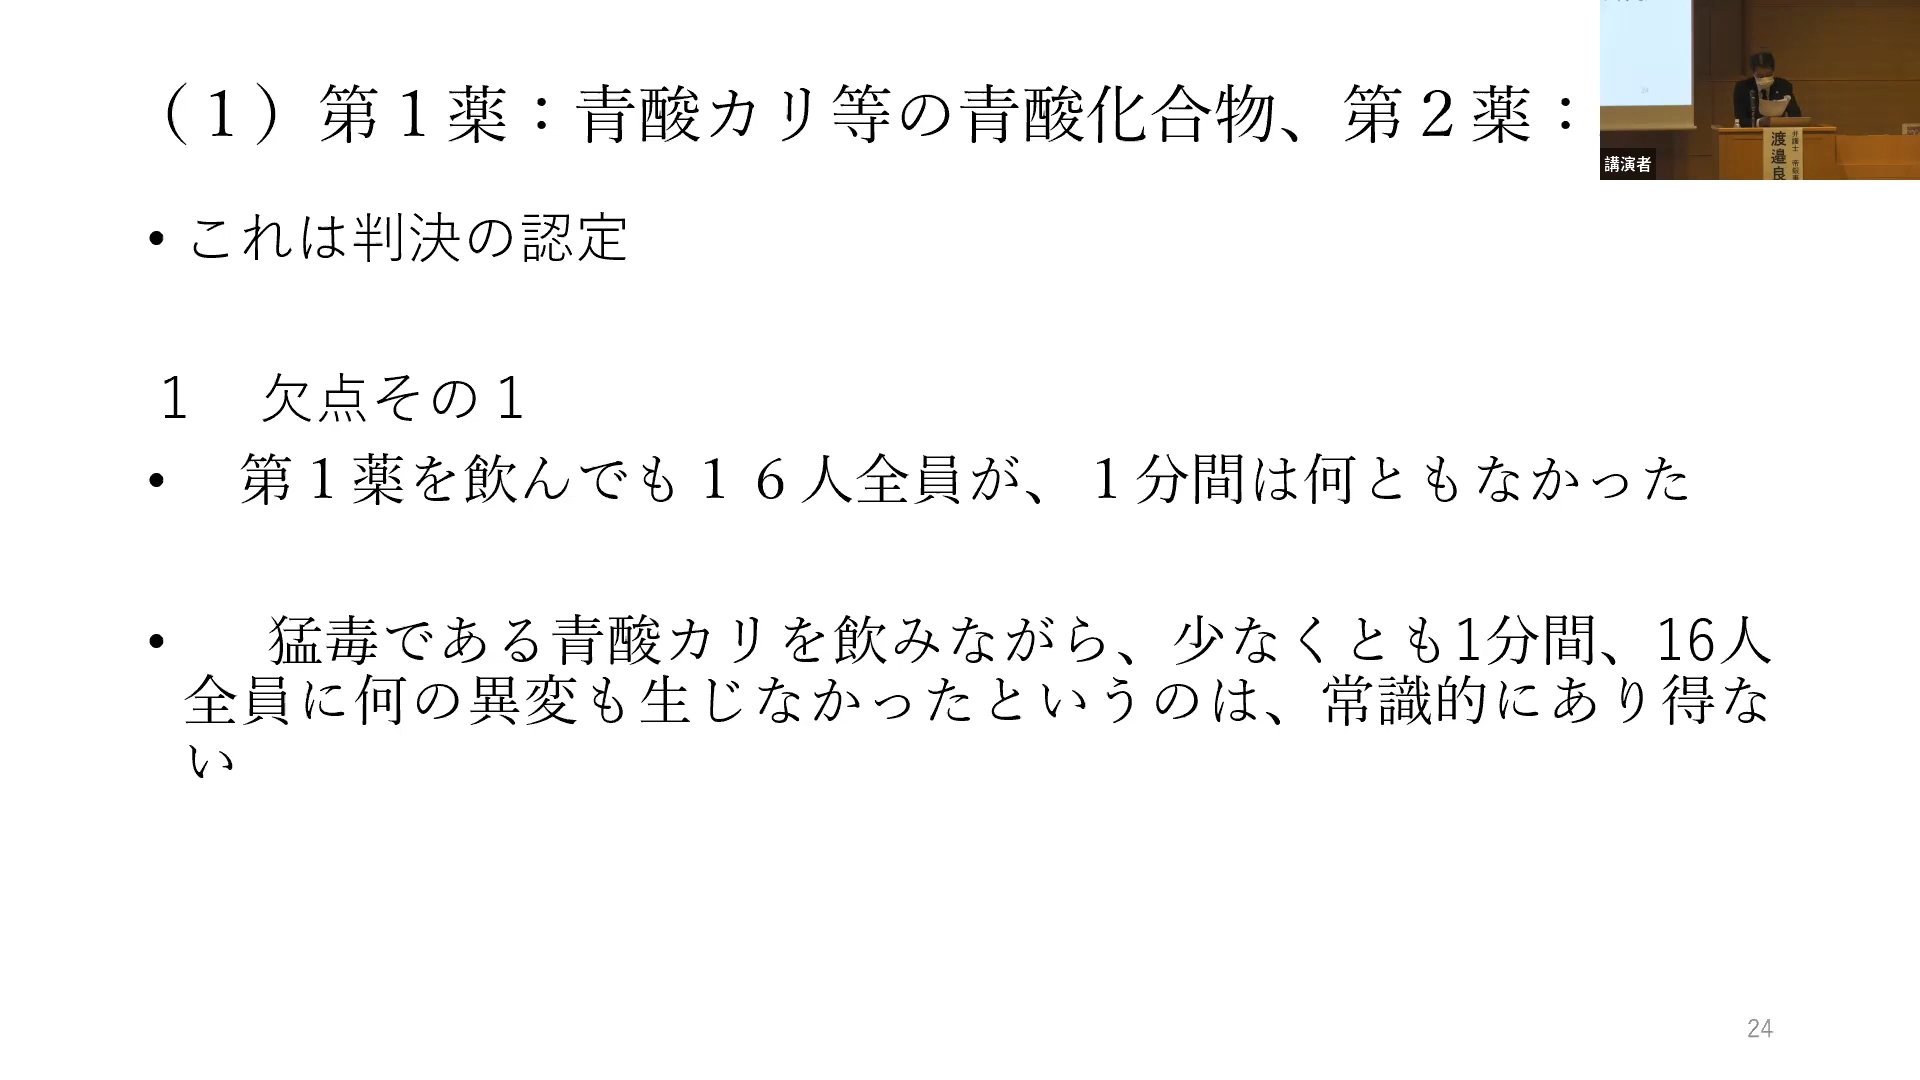 （１）第１薬：青酸カリ等の青酸化合物、第２薬：
講演者
弁護士
渡邉良
• これは判決の認定
１　欠点その１
• 第１薬を飲んでも１６人全員が、１分間は何ともなかった
• 猛毒である青酸カリを飲みながら、少なくとも1分間、16人
全員に何の異変も生じなかったというのは、常識的にあり得な
い
24